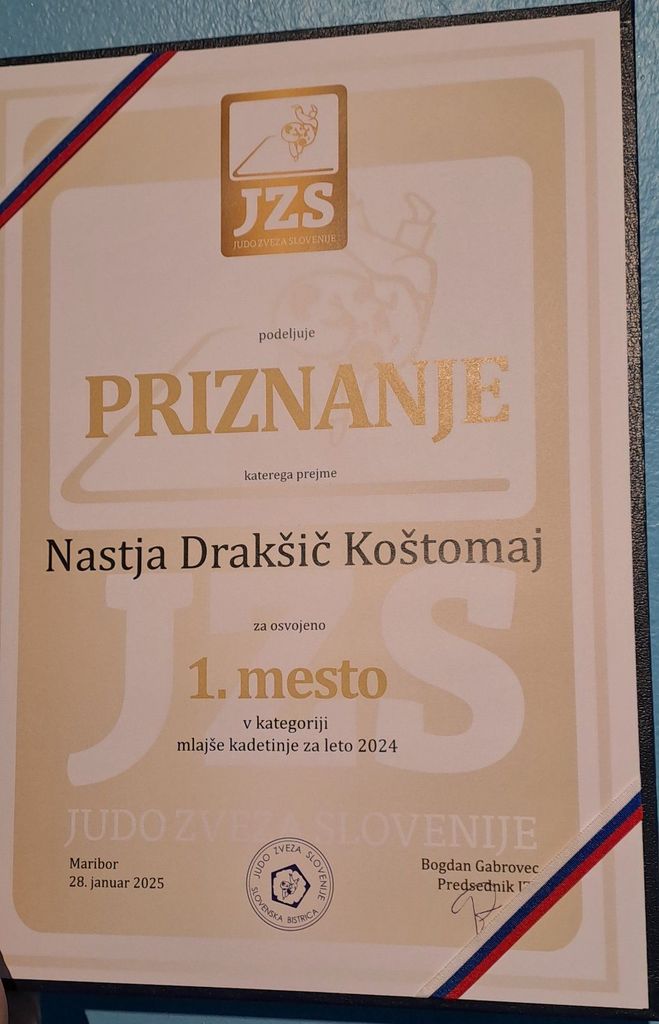 JZS
JUDO ZVEZA SLOVENIJE
podeljuje
PRIZNANJE
katerega prejme
Nastja Drakšič Koštomaj
za osvojeno
1. mesto
v kategoriji
mlajše kadetinje za leto 2024
JZS
JUDO ZVEZA SLOVENIJE
Maribor
28. januar 2025
JUDO ZVEZA SLOVENIJE
SLOVENSKA BISTRICA
Bogdan Gabrovec
Predsednik